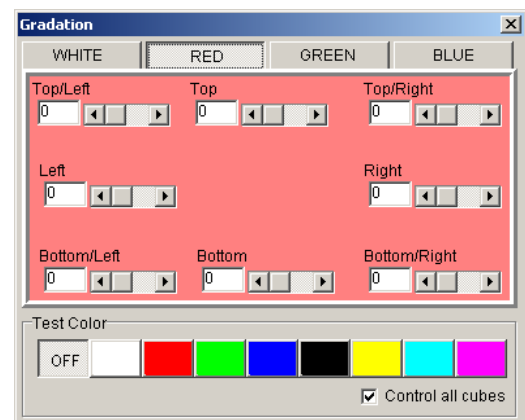 Gradation
WHITE RED GREEN BLUE
Top/Left Top Top/Right
0 0 0
Left Right
0 0
Bottom/Left Bottom Bottom/Right
0 0 0
Test Color
OFF
Control all cubes